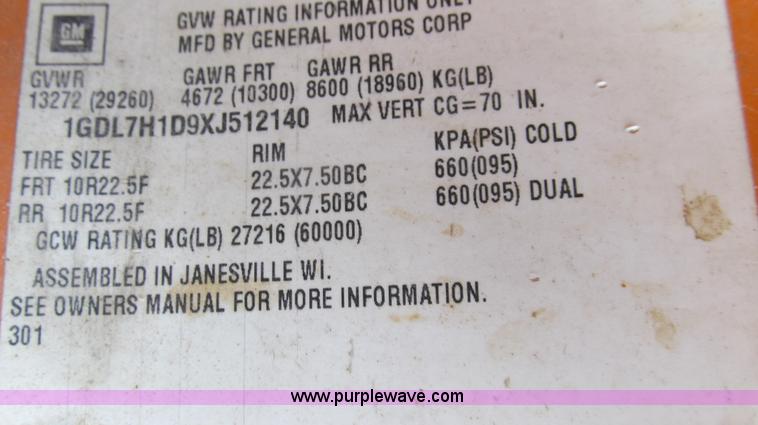 GM
GVW RATING INFORMATION ONLY
MFD BY GENERAL MOTORS CORP
GVWR GAWR FRT GAWR RR
13272 (29260) 4672 (10300) 8600 (18960) KG(LB)
1GDL7H1D9XJ512140 MAX VERT CG=70 IN.
TIRE SIZE RIM KPA(PSI) COLD
FRT 10R22.5F 22.5X7.50BC 660(095)
RR 10R22.5F 22.5X7.50BC 660(095) DUAL
GCW RATING KG(LB) 27216 (60000)
ASSEMBLED IN JANESVILLE WI.
SEE OWNERS MANUAL FOR MORE INFORMATION.
301
www.purplewave.com